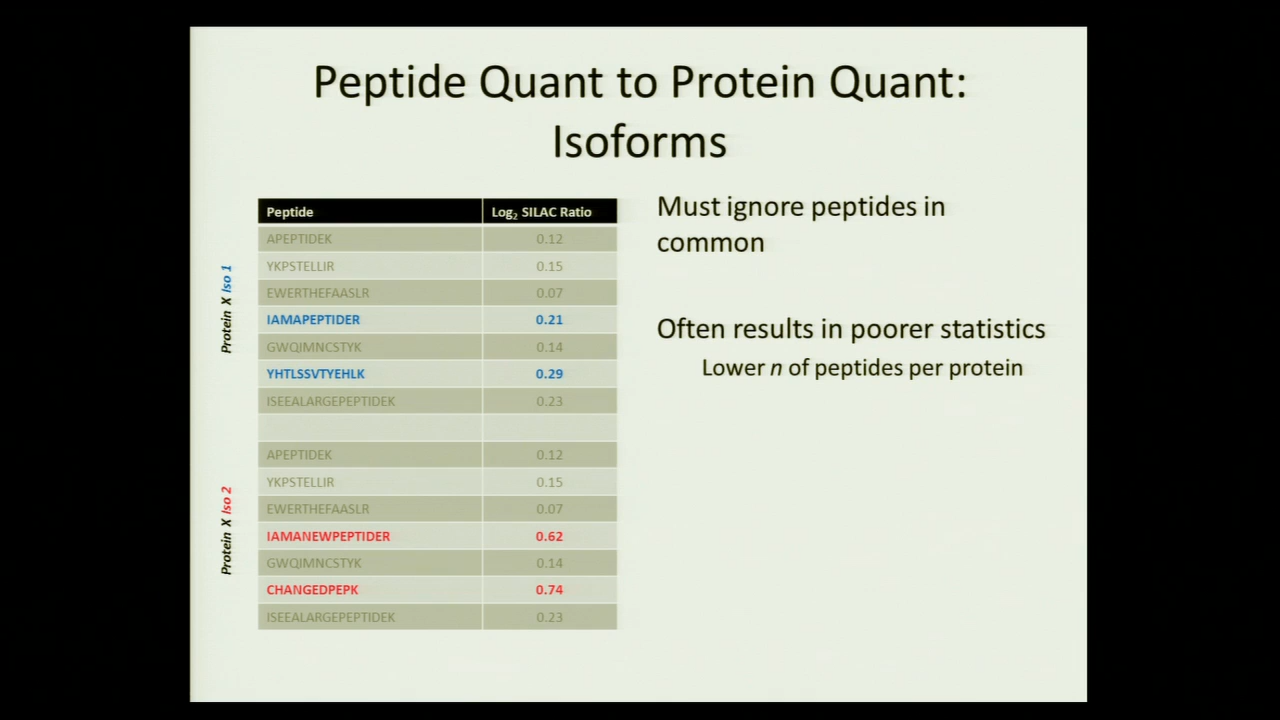 Peptide Quant to Protein Quant:
Isoforms
Peptide Log₂ SILAC Ratio
APEPTIDEK 0.12
YKPSTELLIR 0.15
EWERTHEFAASLR 0.07
IAMAPEPTIDER 0.21
GWQIMNCSTYK 0.14
YHTLSSVTYEHLK 0.29
ISEEALARGEPEPTIDEK 0.23
Protein X Iso 1
APEPTIDEK 0.12
YKPSTELLIR 0.15
EWERTHEFAASLR 0.07
IAMANEWPEPTIDER 0.62
GWQIMNCSTYK 0.14
CHANGEDPEPK 0.74
ISEEALARGEPEPTIDEK 0.23
Protein X Iso 2
Must ignore peptides in
common
Often results in poorer statistics
Lower n of peptides per protein